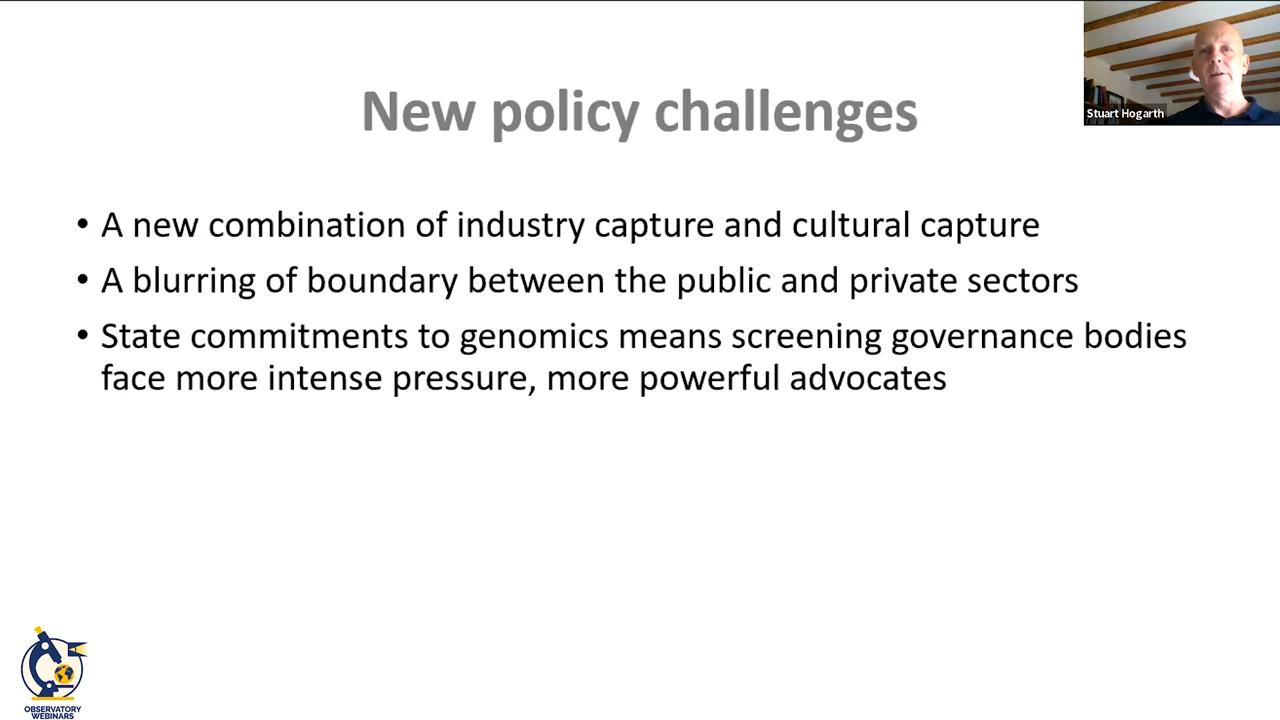 Stuart Hogarth
New policy challenges
• A new combination of industry capture and cultural capture
• A blurring of boundary between the public and private sectors
• State commitments to genomics means screening governance bodies
face more intense pressure, more powerful advocates
OBSERVATORY
WEBINARS